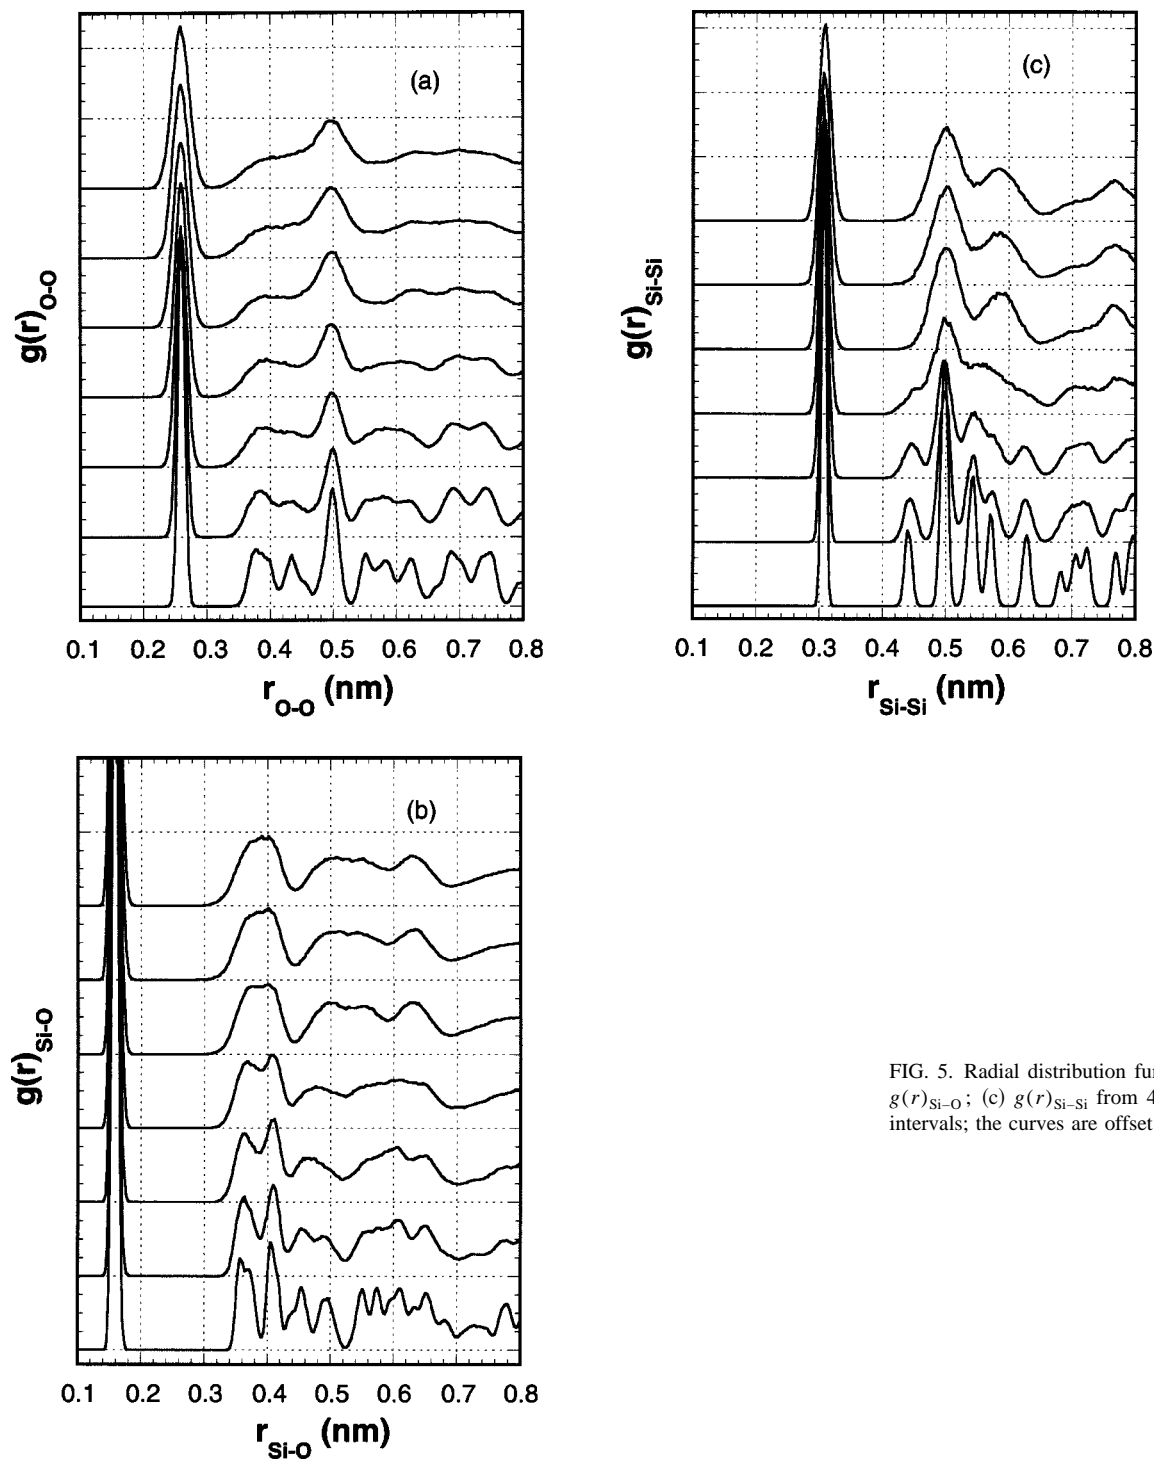 (a)
g(r)O-O
0.1 0.2 0.3 0.4 0.5 0.6 0.7 0.8
rO-O (nm)
(c)
g(r)Si-Si
0.1 0.2 0.3 0.4 0.5 0.6 0.7 0.8
rSi-Si (nm)
(b)
g(r)Si-O
0.1 0.2 0.3 0.4 0.5 0.6 0.7 0.8
rSi-O (nm)
FIG. 5. Radial distribution fu
g(r)Si–O; (c) g(r)Si–Si from 4
intervals; the curves are offset